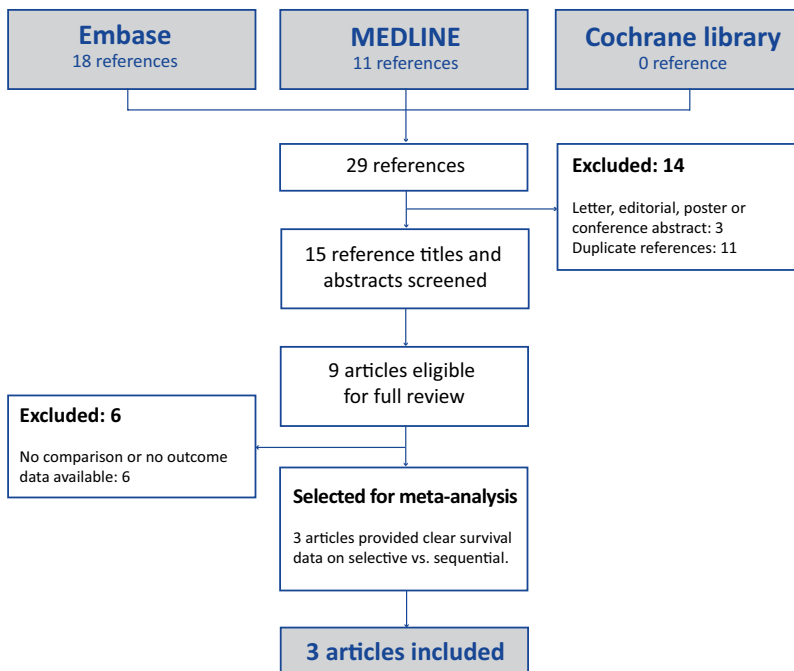 Embase
18 references
MEDLINE
11 references
Cochrane library
0 reference
29 references
Excluded: 14
Letter, editorial, poster or
conference abstract: 3
Duplicate references: 11
15 reference titles and
abstracts screened
9 articles eligible
for full review
Excluded: 6
No comparison or no outcome
data available: 6
Selected for meta-analysis
3 articles provided clear survival
data on selective vs. sequential.
3 articles included